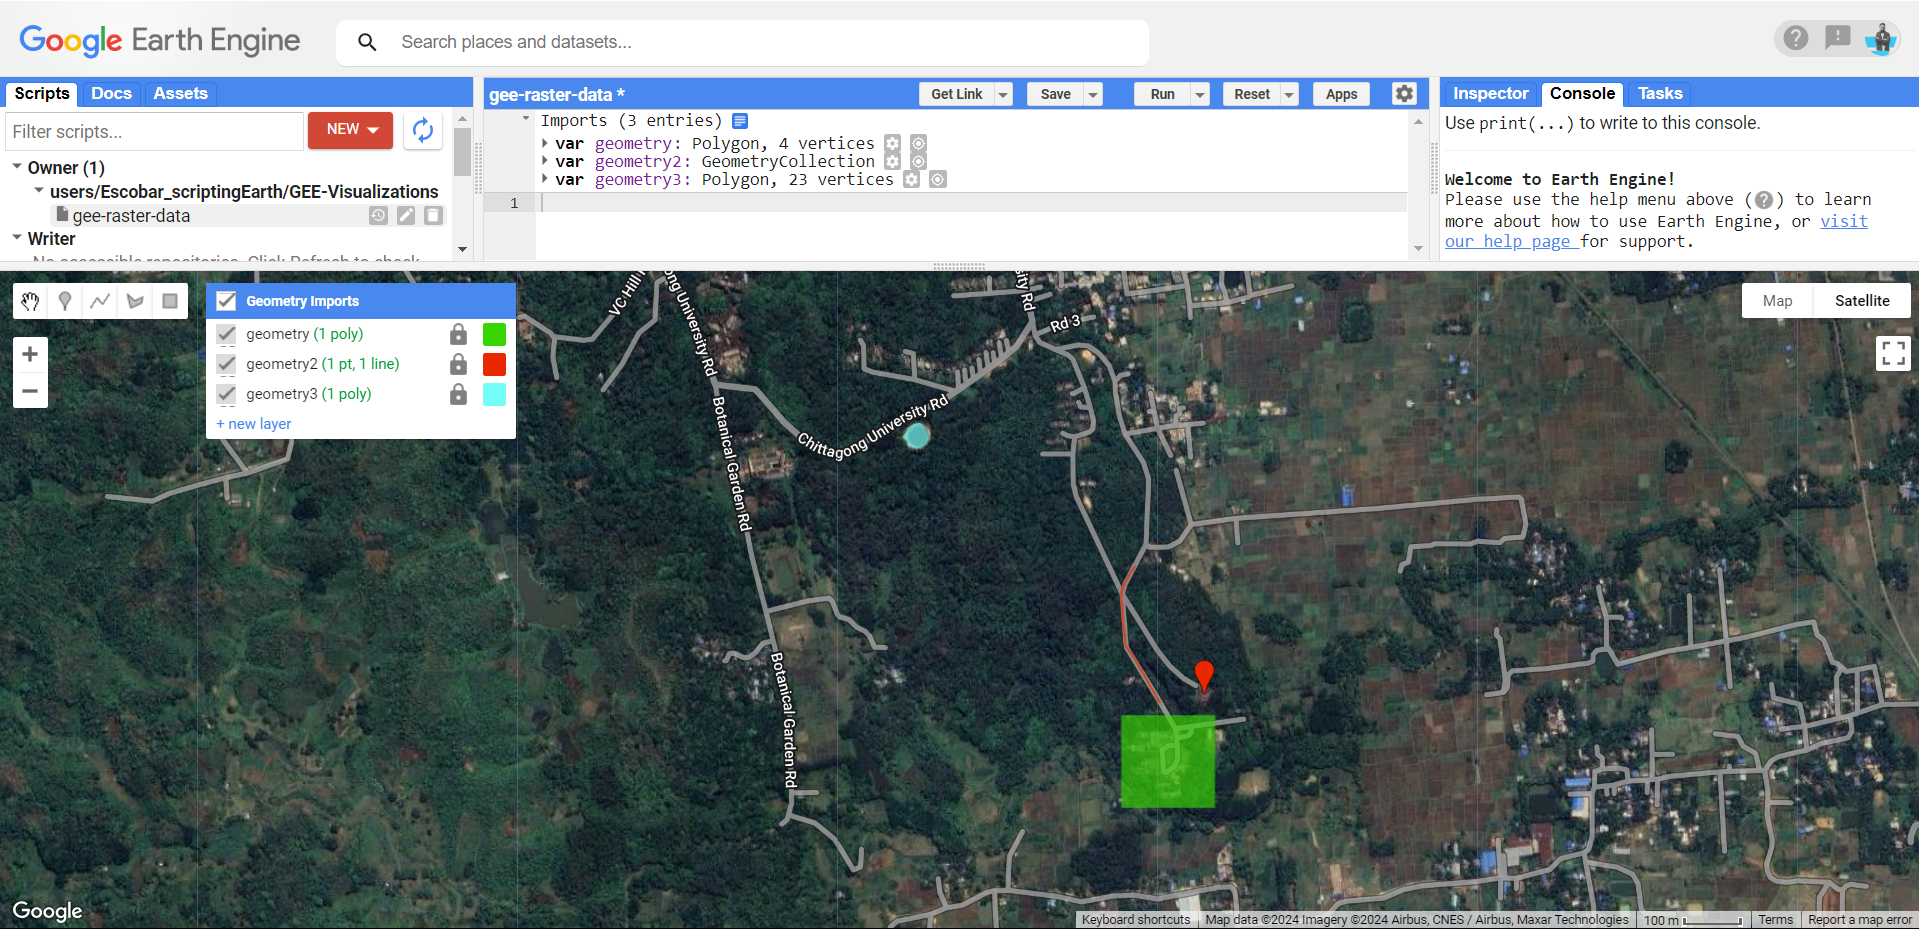 Google Earth Engine
Search places and datasets...
Scripts Docs Assets
Filter scripts...
NEW
Owner (1)
users/Escobar_scriptingEarth/GEE-Visualizations
gee-raster-data
Writer
No accessible repositories. Click Refresh to check
gee-raster-data *
Get Link
Save
Run
Reset
Apps
Imports (3 entries)
var geometry: Polygon, 4 vertices
var geometry2: GeometryCollection
var geometry3: Polygon, 23 vertices
1
Inspector Console Tasks
Use print(...) to write to this console.
Welcome to Earth Engine!
Please use the help menu above (?) to learn
more about how to use Earth Engine, or visit
our help page for support.
Geometry Imports
geometry (1 poly)
geometry2 (1 pt, 1 line)
geometry3 (1 poly)
+ new layer
Map Satellite
VC Hill
ong University Rd
sity Rd
Rd 3
Chittagong University Rd
Botanical Garden Rd
Botanical Garden Rd
Google
Keyboard shortcuts
Map data ©2024 Imagery ©2024 Airbus, CNES / Airbus, Maxar Technologies
100 m
Terms
Report a map error